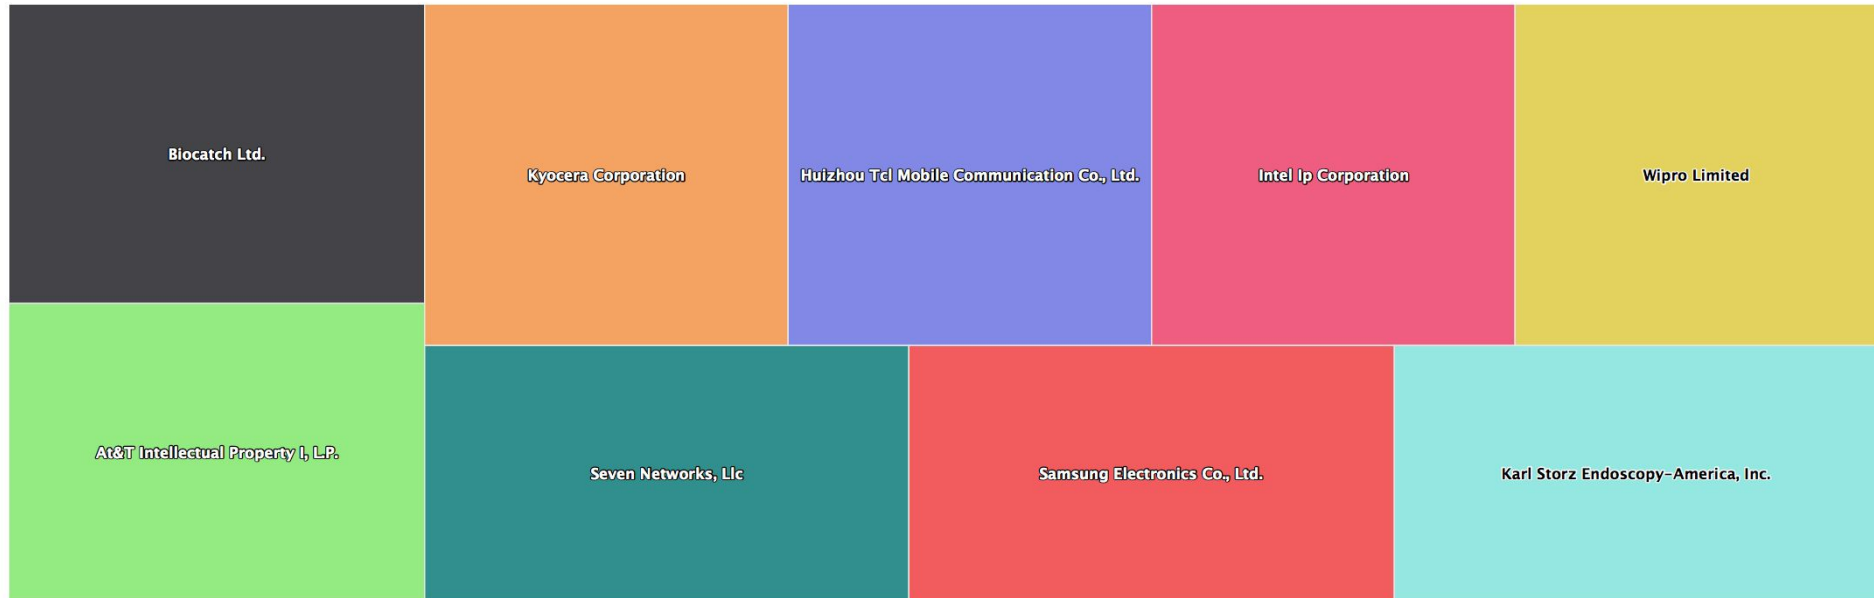 Biocatch Ltd.
Kyocera Corporation
Huizhou Tcl Mobile Communication Co., Ltd.
Intel Ip Corporation
Wipro Limited
At&T Intellectual Property I, L.P.
Seven Networks, Llc
Samsung Electronics Co., Ltd.
Karl Storz Endoscopy-America, Inc.